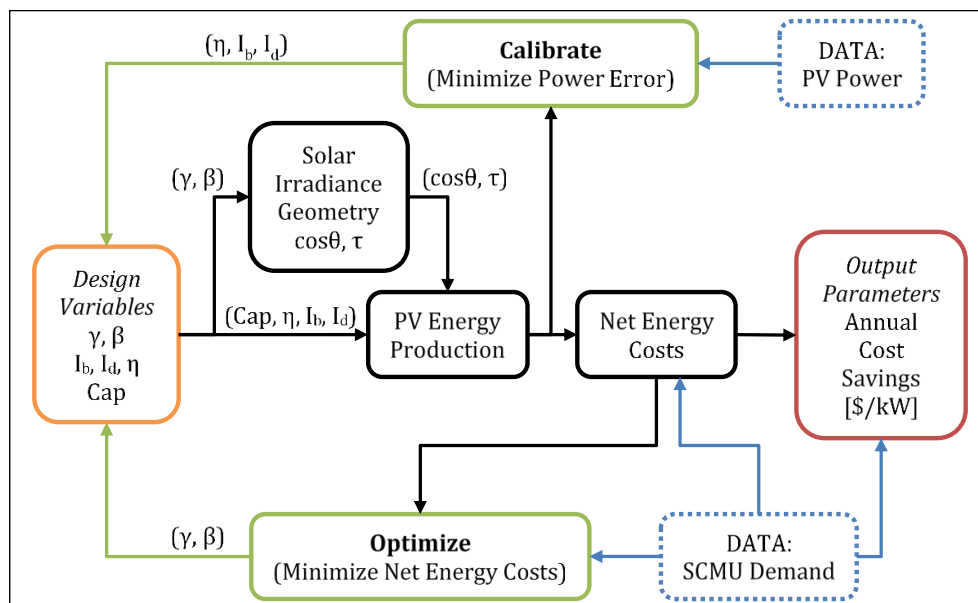 (η, I_b, I_d)
Calibrate
(Minimize Power Error)
DATA:
PV Power
(γ, β)
Solar
Irradiance
Geometry
cosθ, τ
(cosθ, τ)
Design
Variables
γ, β
I_b, I_d, η
Cap
(Cap, η, I_b, I_d)
PV Energy
Production
Net Energy
Costs
Output
Parameters
Annual
Cost
Savings
[$/kW]
(γ, β)
Optimize
(Minimize Net Energy Costs)
DATA:
SCMU Demand